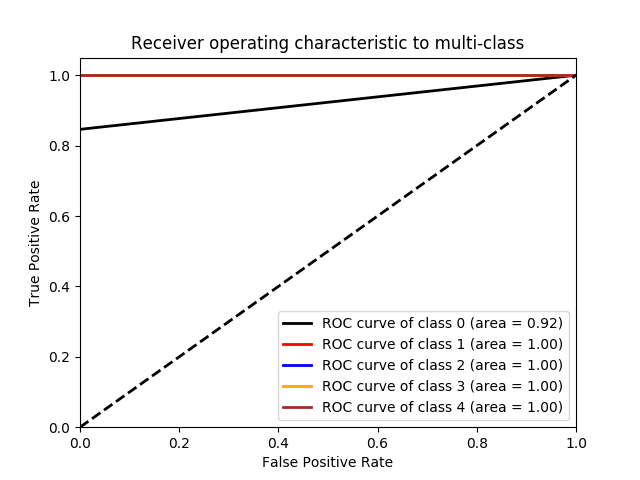 Receiver operating characteristic to multi-class
1.0
0.8
0.6
0.4
0.2
0.0
True Positive Rate
ROC curve of class 0 (area = 0.92)
ROC curve of class 1 (area = 1.00)
ROC curve of class 2 (area = 1.00)
ROC curve of class 3 (area = 1.00)
ROC curve of class 4 (area = 1.00)
0.0 0.2 0.4 0.6 0.8 1.0
False Positive Rate